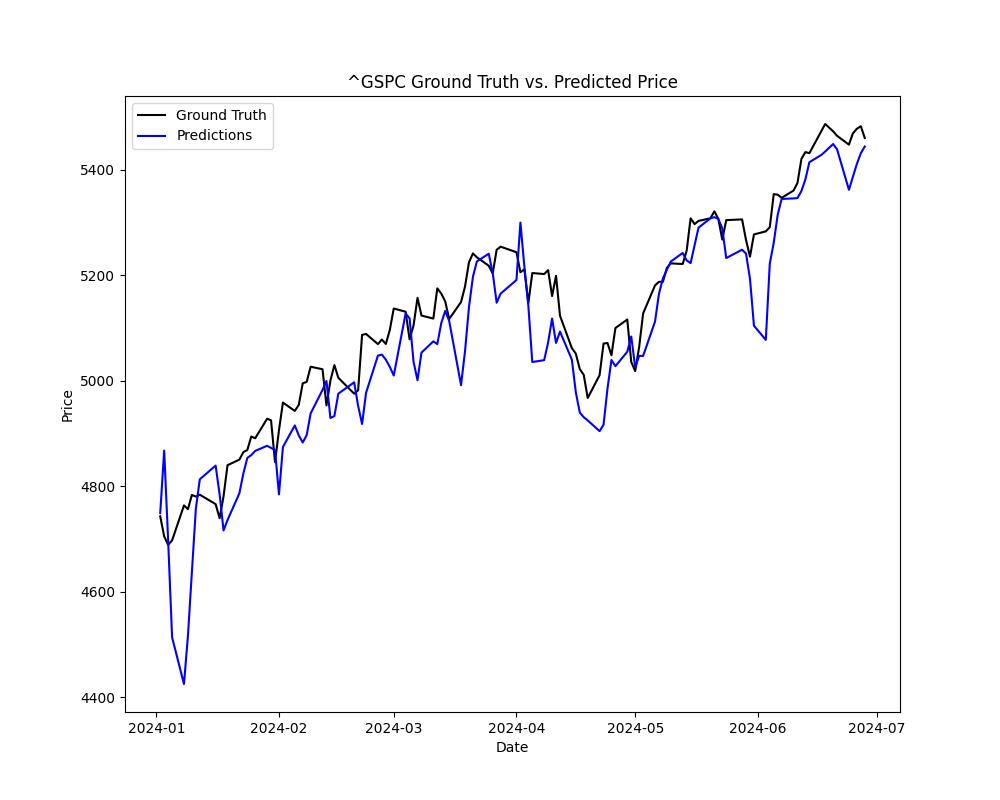 ^GSPC Ground Truth vs. Predicted Price
Ground Truth
Predictions
5400
5200
5000
4800
4600
4400
Price
2024-01 2024-02 2024-03 2024-04 2024-05 2024-06 2024-07
Date